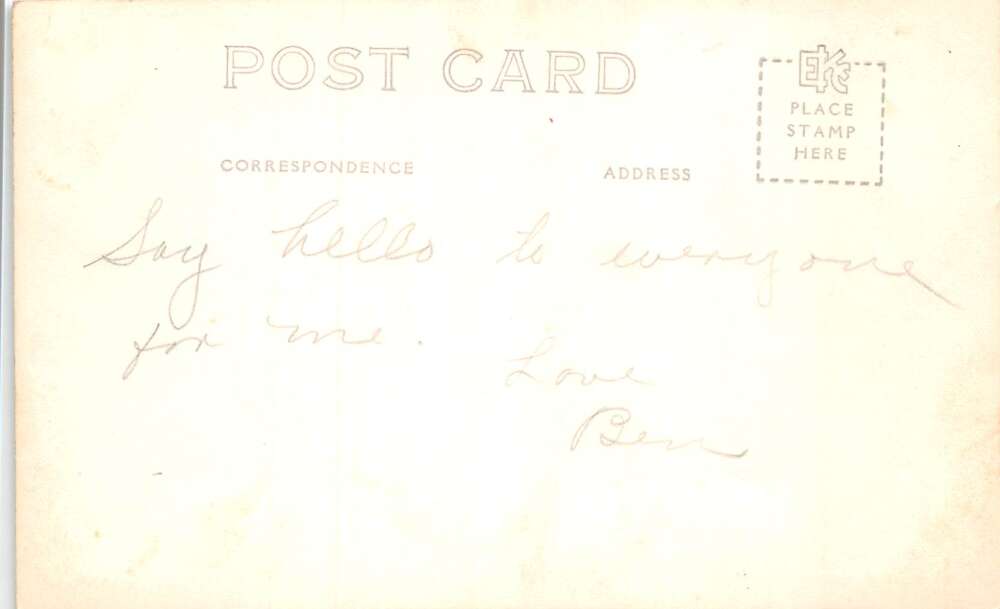 POST CARD
EKC
PLACE
STAMP
HERE
CORRESPONDENCE
ADDRESS
Say hello to everyone
for me.
Love
Ben